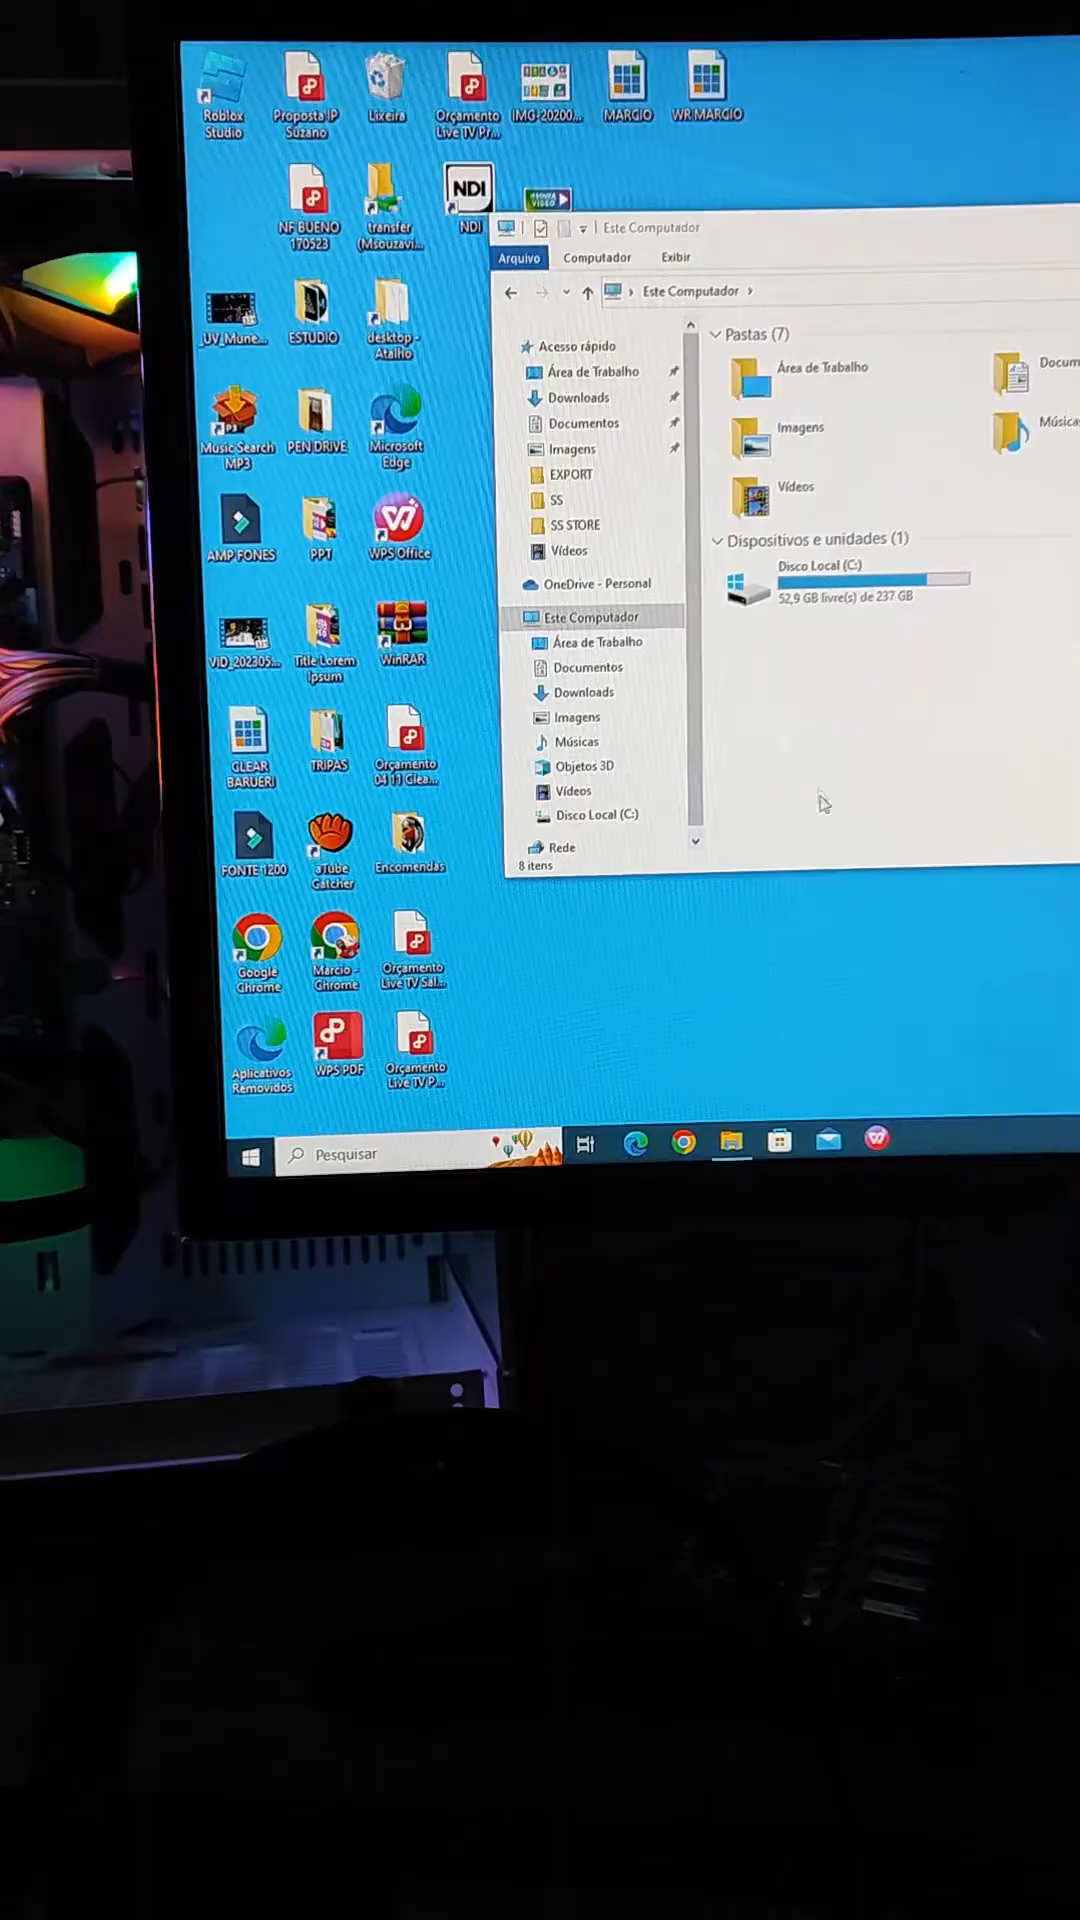 Roblox
Studio
Proposta IP
Suzano
Lixeira
Orçamento
Live TV Pr...
IMG-20200...
MARCIO
WR MARCIO
NF BUENO
170523
transfer
(Msouzavi...
NDI
NDI
VIDEO
_UV_Mune...
ESTUDIO
desktop -
Atalho
Music Search
MP3
PEN DRIVE
Microsoft
Edge
AMP FONES
PPT
WPS Office
VID_202305...
Title Lorem
Ipsum
WinRAR
CLEAR
BARUERI
TRIPAS
Orçamento
04 11 Clea...
FONTE 1200
aTube
Catcher
Encomendas
Google
Chrome
Marcio -
Chrome
Orçamento
Live TV Sal...
Aplicativos
Removidos
WPS PDF
Orçamento
Live TV P...
Este Computador
Arquivo
Computador
Exibir
Este Computador
Acesso rápido
Área de Trabalho
Downloads
Documentos
Imagens
EXPORT
SS
SS STORE
Vídeos
OneDrive - Personal
Este Computador
Área de Trabalho
Documentos
Downloads
Imagens
Músicas
Objetos 3D
Vídeos
Disco Local (C:)
Rede
8 itens
Pastas (7)
Área de Trabalho
Docum
Imagens
Música
Vídeos
Dispositivos e unidades (1)
Disco Local (C:)
52,9 GB livre(s) de 237 GB
Pesquisar